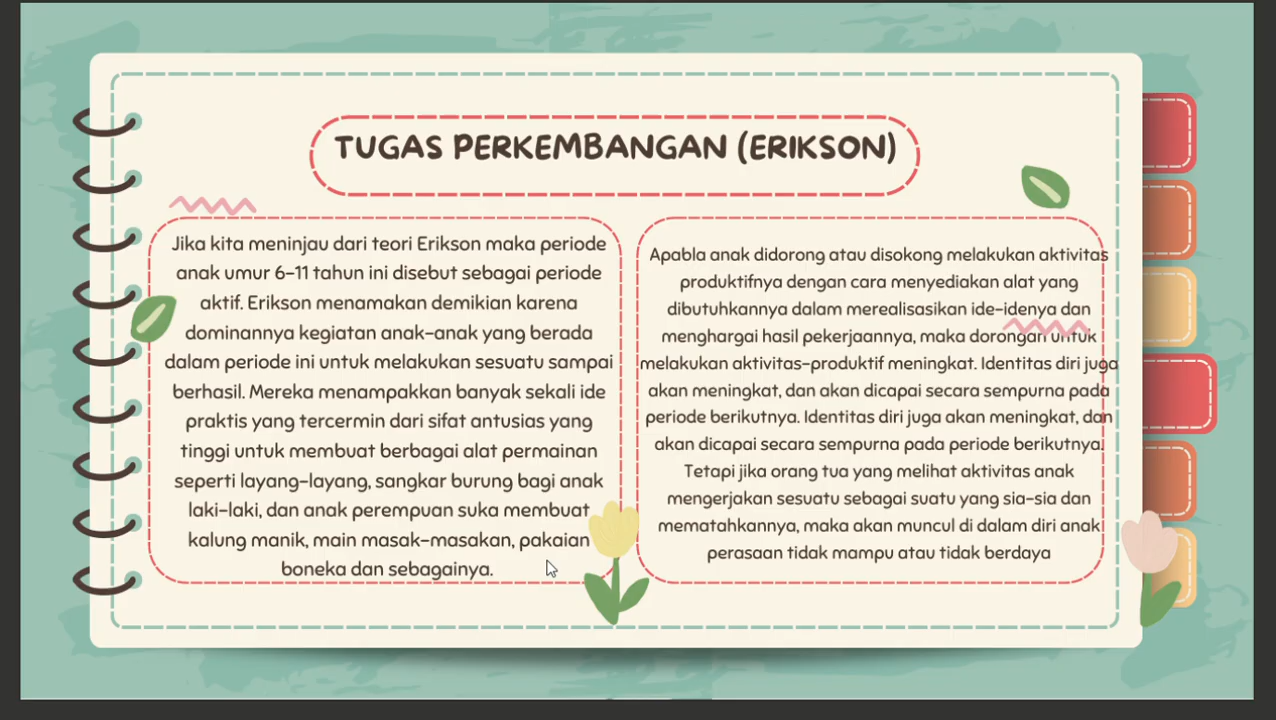 TUGAS PERKEMBANGAN (ERIKSON)
Jika kita meninjau dari teori Erikson maka periode
anak umur 6-11 tahun ini disebut sebagai periode
aktif. Erikson menamakan demikian karena
dominannya kegiatan anak-anak yang berada
dalam periode ini untuk melakukan sesuatu sampai
berhasil. Mereka menampakkan banyak sekali ide
praktis yang tercermin dari sifat antusias yang
tinggi untuk membuat berbagai alat permainan
seperti layang-layang, sangkar burung bagi anak
laki-laki, dan anak perempuan suka membuat
kalung manik, main masak-masakan, pakaian
boneka dan sebagainya.
Apabla anak didorong atau disokong melakukan aktivitas
produktifnya dengan cara menyediakan alat yang
dibutuhkannya dalam merealisasikan ide-idenya dan
menghargai hasil pekerjaannya, maka dorongan untuk
melakukan aktivitas-produktif meningkat. Identitas diri juga
akan meningkat, dan akan dicapai secara sempurna pada
periode berikutnya. Identitas diri juga akan meningkat, dan
akan dicapai secara sempurna pada periode berikutnya.
Tetapi jika orang tua yang melihat aktivitas anak
mengerjakan sesuatu sebagai suatu yang sia-sia dan
mematahkannya, maka akan muncul di dalam diri anak
perasaan tidak mampu atau tidak berdaya